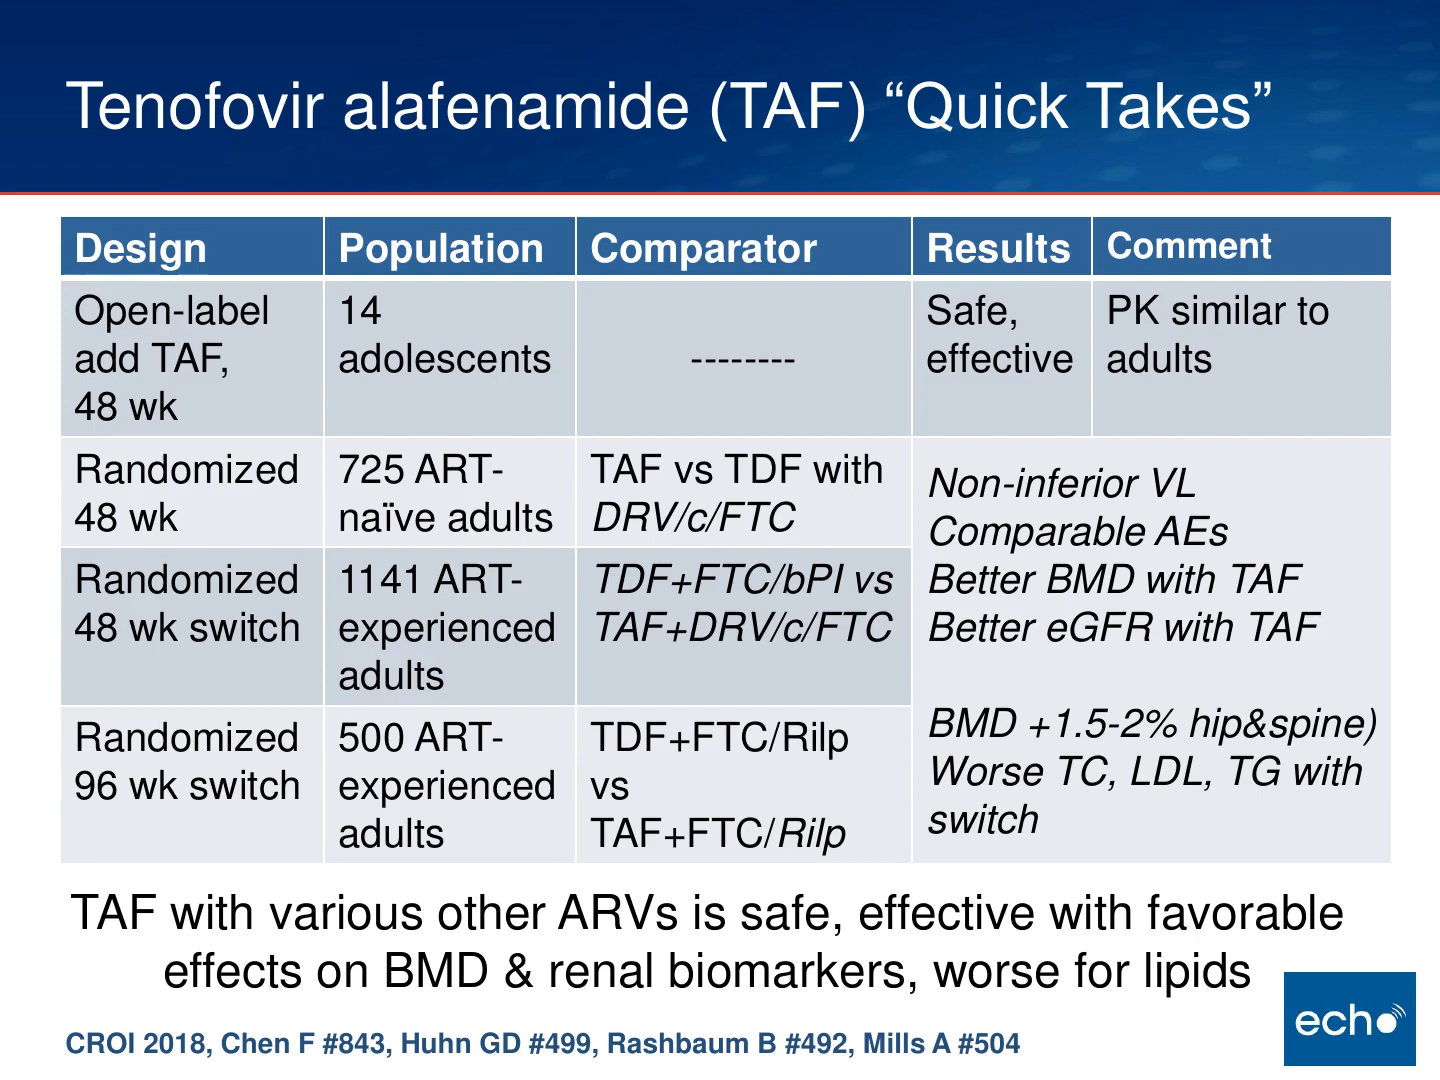 Tenofovir alafenamide (TAF) “Quick Takes”
Design
Population
Comparator
Results
Comment
Open-label
add TAF,
48 wk
14
adolescents
--------
Safe,
effective
PK similar to
adults
Randomized
48 wk
725 ART-
naïve adults
TAF vs TDF with
DRV/c/FTC
Non-inferior VL
Comparable AEs
Better BMD with TAF
Better eGFR with TAF
BMD +1.5-2% hip&spine)
Worse TC, LDL, TG with
switch
Randomized
48 wk switch
1141 ART-
experienced
adults
TDF+FTC/bPI vs
TAF+DRV/c/FTC
Randomized
96 wk switch
500 ART-
experienced
adults
TDF+FTC/Rilp
vs
TAF+FTC/Rilp
TAF with various other ARVs is safe, effective with favorable
effects on BMD & renal biomarkers, worse for lipids
echo
CROI 2018, Chen F #843, Huhn GD #499, Rashbaum B #492, Mills A #504